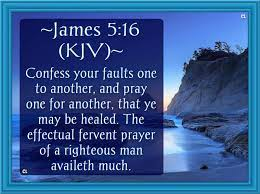 ~James 5:16
(KJV)~
Confess your faults one
to another, and pray
one for another, that ye
may be healed. The
effectual fervent prayer
of a righteous man
availeth much.